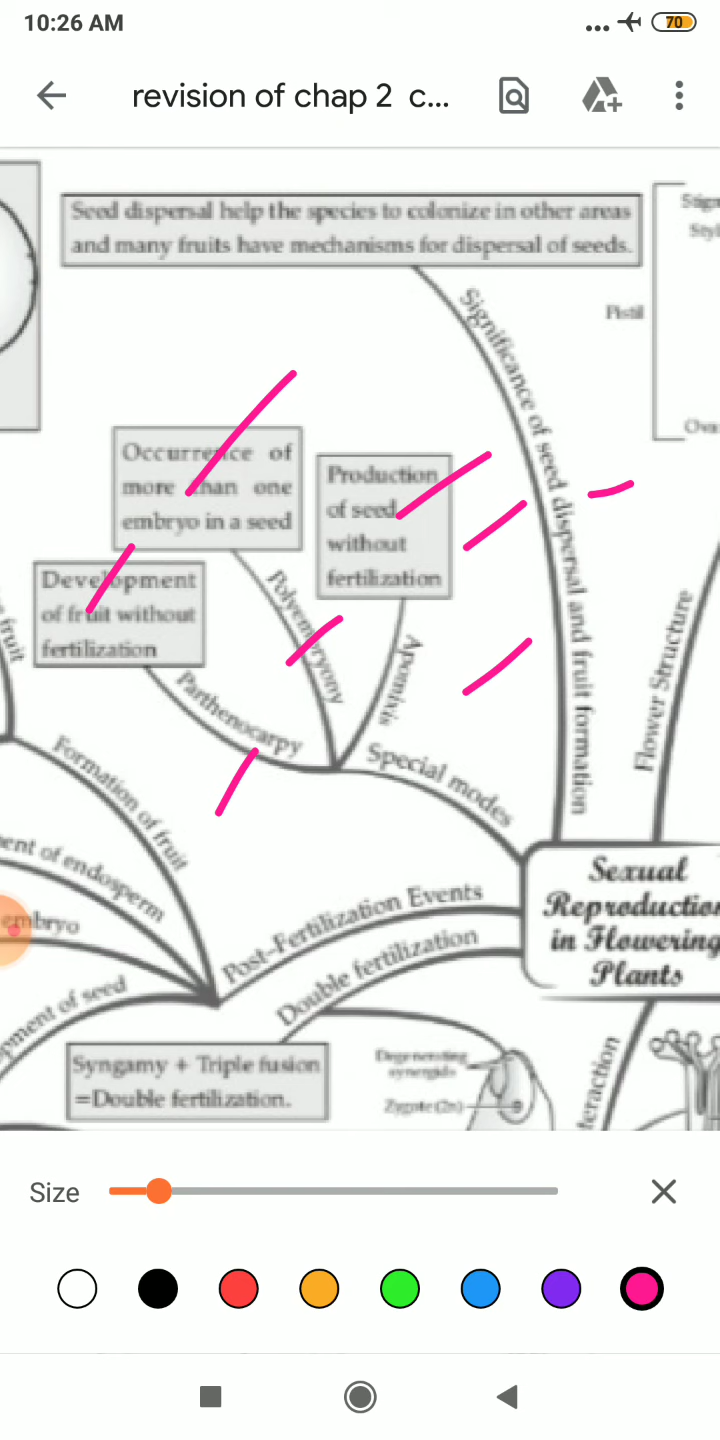 10:26 AM
70
revision of chap 2 c...
Seed dispersal help the species to colonize in other areas
and many fruits have mechanisms for dispersal of seeds.
Pistil
Significance of seed dispersal and fruit formation
Occurrence of
more than one
embryo in a seed
Production
of seed
without
fertilization
Development
of fruit without
fertilization
Polyembryony
Apomixis
Parthenocarpy
Special modes
Flower Structure
fruit
Formation of fruit
of endosperm
embryo
of seed
Post-Fertilization Events
Double fertilization
Sexual
Reproduction
in Flowering
Plants
Syngamy + Triple fusion
=Double fertilization.
Degenerating
synergids
Zygote (2n)
Size